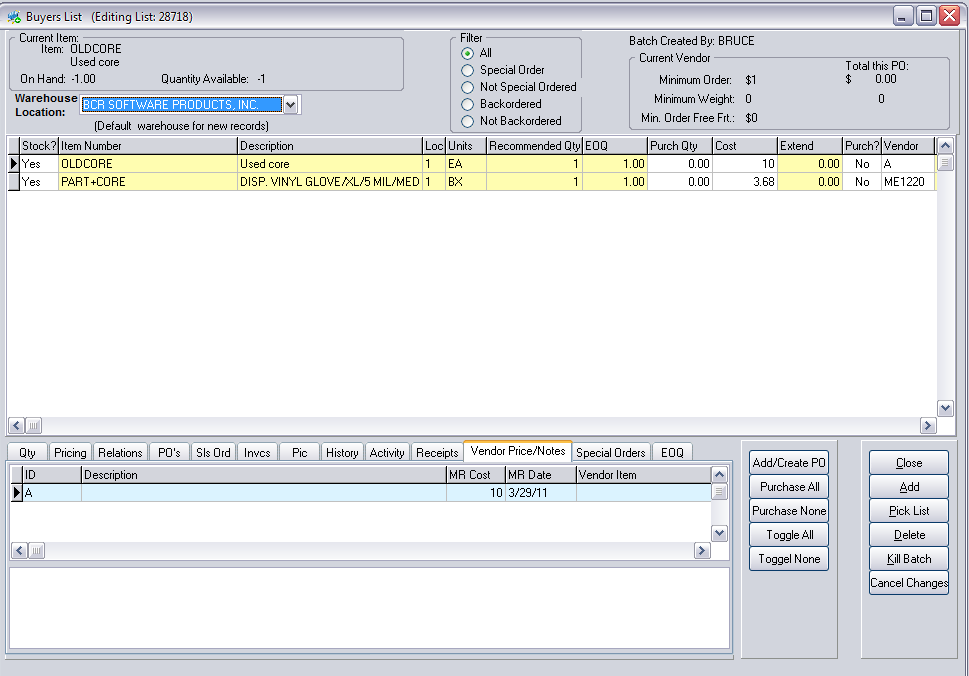 Buyers List (Editing List: 28718)
Current Item:
Item: OLDCORE
Used core
On Hand: -1.00 Quantity Available: -1
Warehouse Location: BCR SOFTWARE PRODUCTS, INC.
(Default warehouse for new records)
Filter
All
Special Order
Not Special Ordered
Backordered
Not Backordered
Batch Created By: BRUCE
Current Vendor
Total this PO:
Minimum Order: $1 $ 0.00
Minimum Weight: 0 0
Min. Order Free Frt.: $0
Stock? Item Number Description Loc Units Recommended Qty EOQ Purch Qty Cost Extend Purch? Vendor
Yes OLDCORE Used core 1 EA 1 1.00 0.00 10 0.00 No A
Yes PART+CORE DISP. VINYL GLOVE/XL/5 MIL/MED 1 BX 1 1.00 0.00 3.68 0.00 No ME1220
Qty Pricing Relations PO's Sls Ord Invcs Pic History Activity Receipts Vendor Price/Notes Special Orders EOQ
ID Description MR Cost MR Date Vendor Item
A 10 3/29/11
Add/Create PO
Purchase All
Purchase None
Toggle All
Toggel None
Close
Add
Pick List
Delete
Kill Batch
Cancel Changes